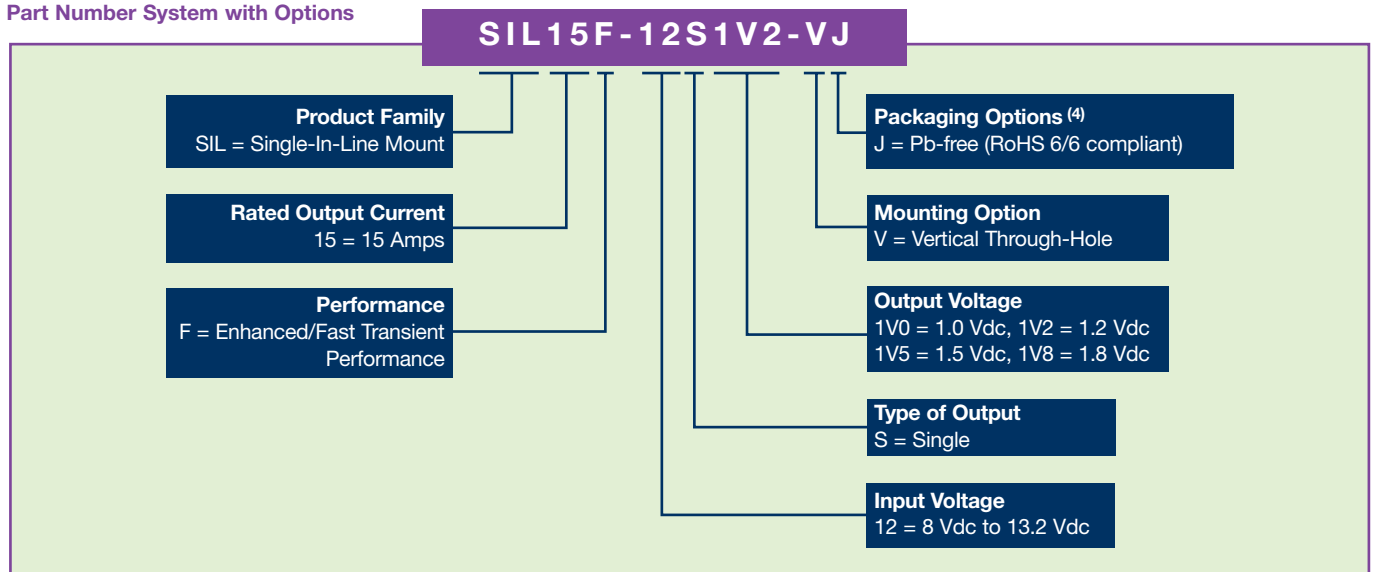 Part Number System with Options
SIL15F-12S1V2-VJ
Product Family
SIL = Single-In-Line Mount
Rated Output Current
15 = 15 Amps
Performance
F = Enhanced/Fast Transient
Performance
Packaging Options (4)
J = Pb-free (RoHS 6/6 compliant)
Mounting Option
V = Vertical Through-Hole
Output Voltage
1V0 = 1.0 Vdc, 1V2 = 1.2 Vdc
1V5 = 1.5 Vdc, 1V8 = 1.8 Vdc
Type of Output
S = Single
Input Voltage
12 = 8 Vdc to 13.2 Vdc